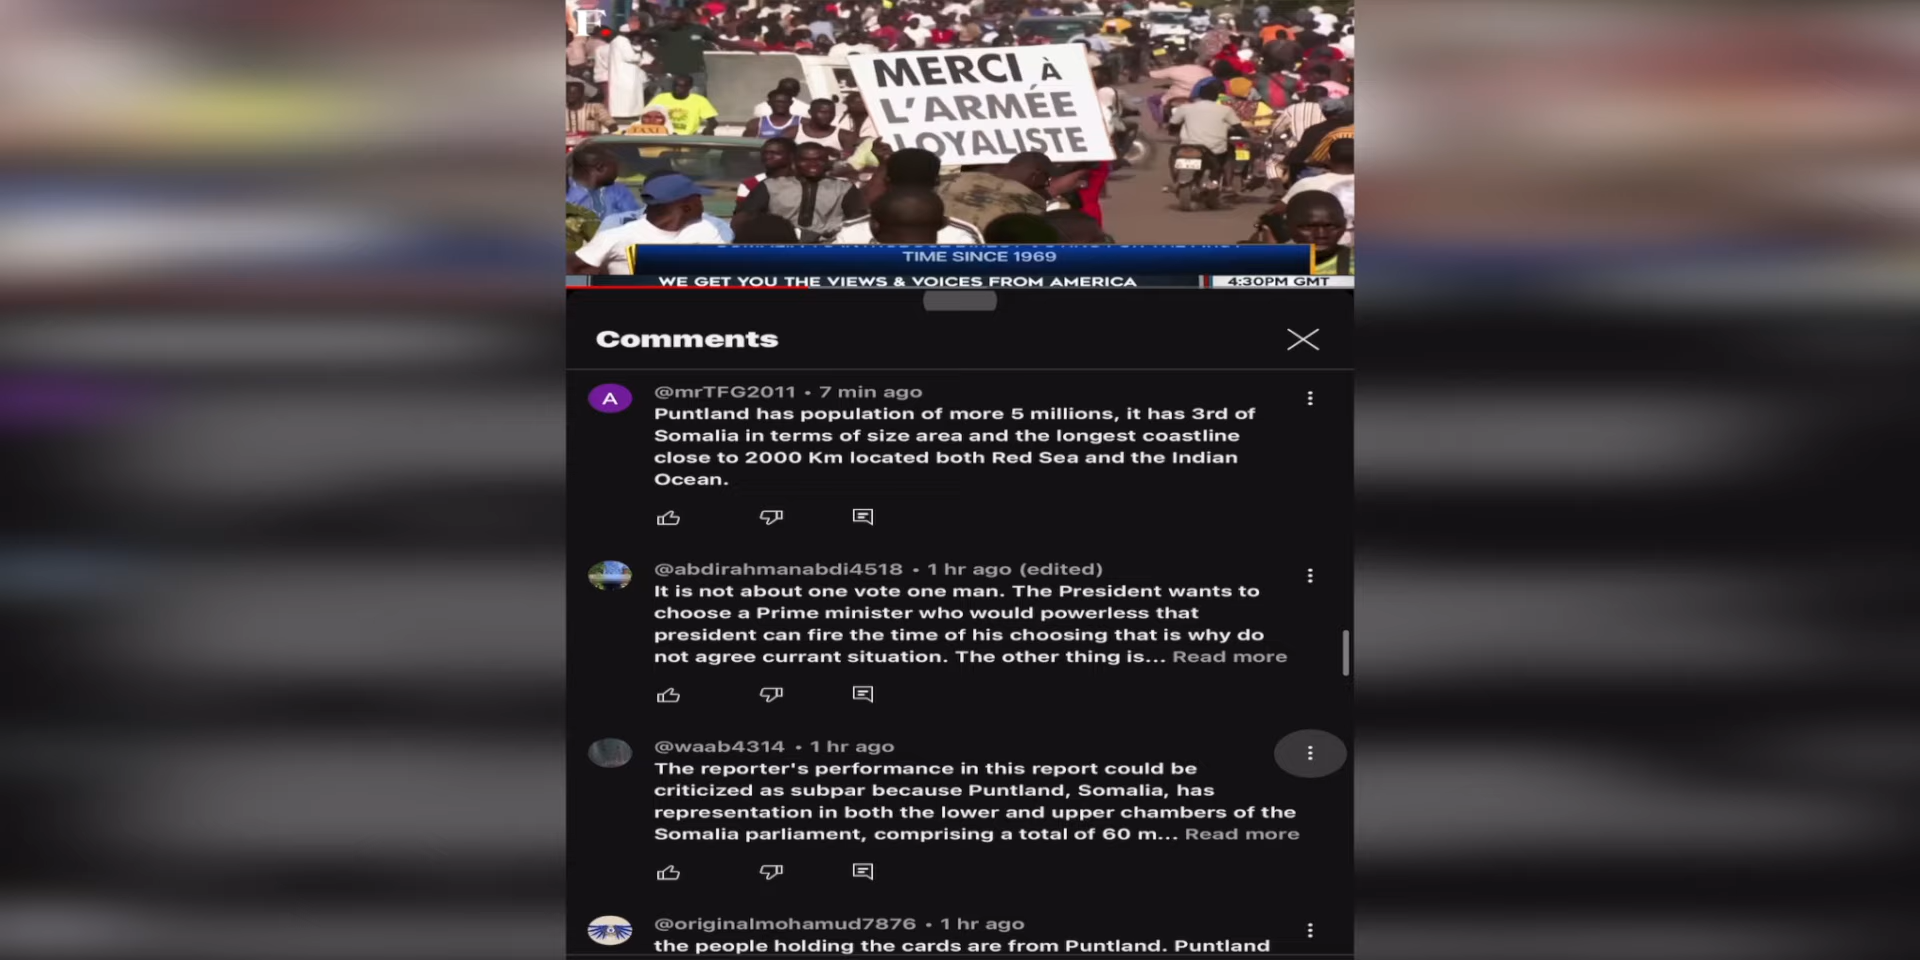 F.
MERCI À
L'ARMÉE
LOYALISTE
TAXI
TIME SINCE 1969
WE GET YOU THE VIEWS & VOICES FROM AMERICA
4:30PM GMT
Comments
A
@mrTFG2011 • 7 min ago
Puntland has population of more 5 millions, it has 3rd of
Somalia in terms of size area and the longest coastline
close to 2000 Km located both Red Sea and the Indian
Ocean.
@abdirahmanabdi4518 • 1 hr ago (edited)
It is not about one vote one man. The President wants to
choose a Prime minister who would powerless that
president can fire the time of his choosing that is why do
not agree currant situation. The other thing is... Read more
@waab4314 • 1 hr ago
The reporter's performance in this report could be
criticized as subpar because Puntland, Somalia, has
representation in both the lower and upper chambers of the
Somalia parliament, comprising a total of 60 m... Read more
@originalmohamud7876 • 1 hr ago
the people holding the cards are from Puntland. Puntland